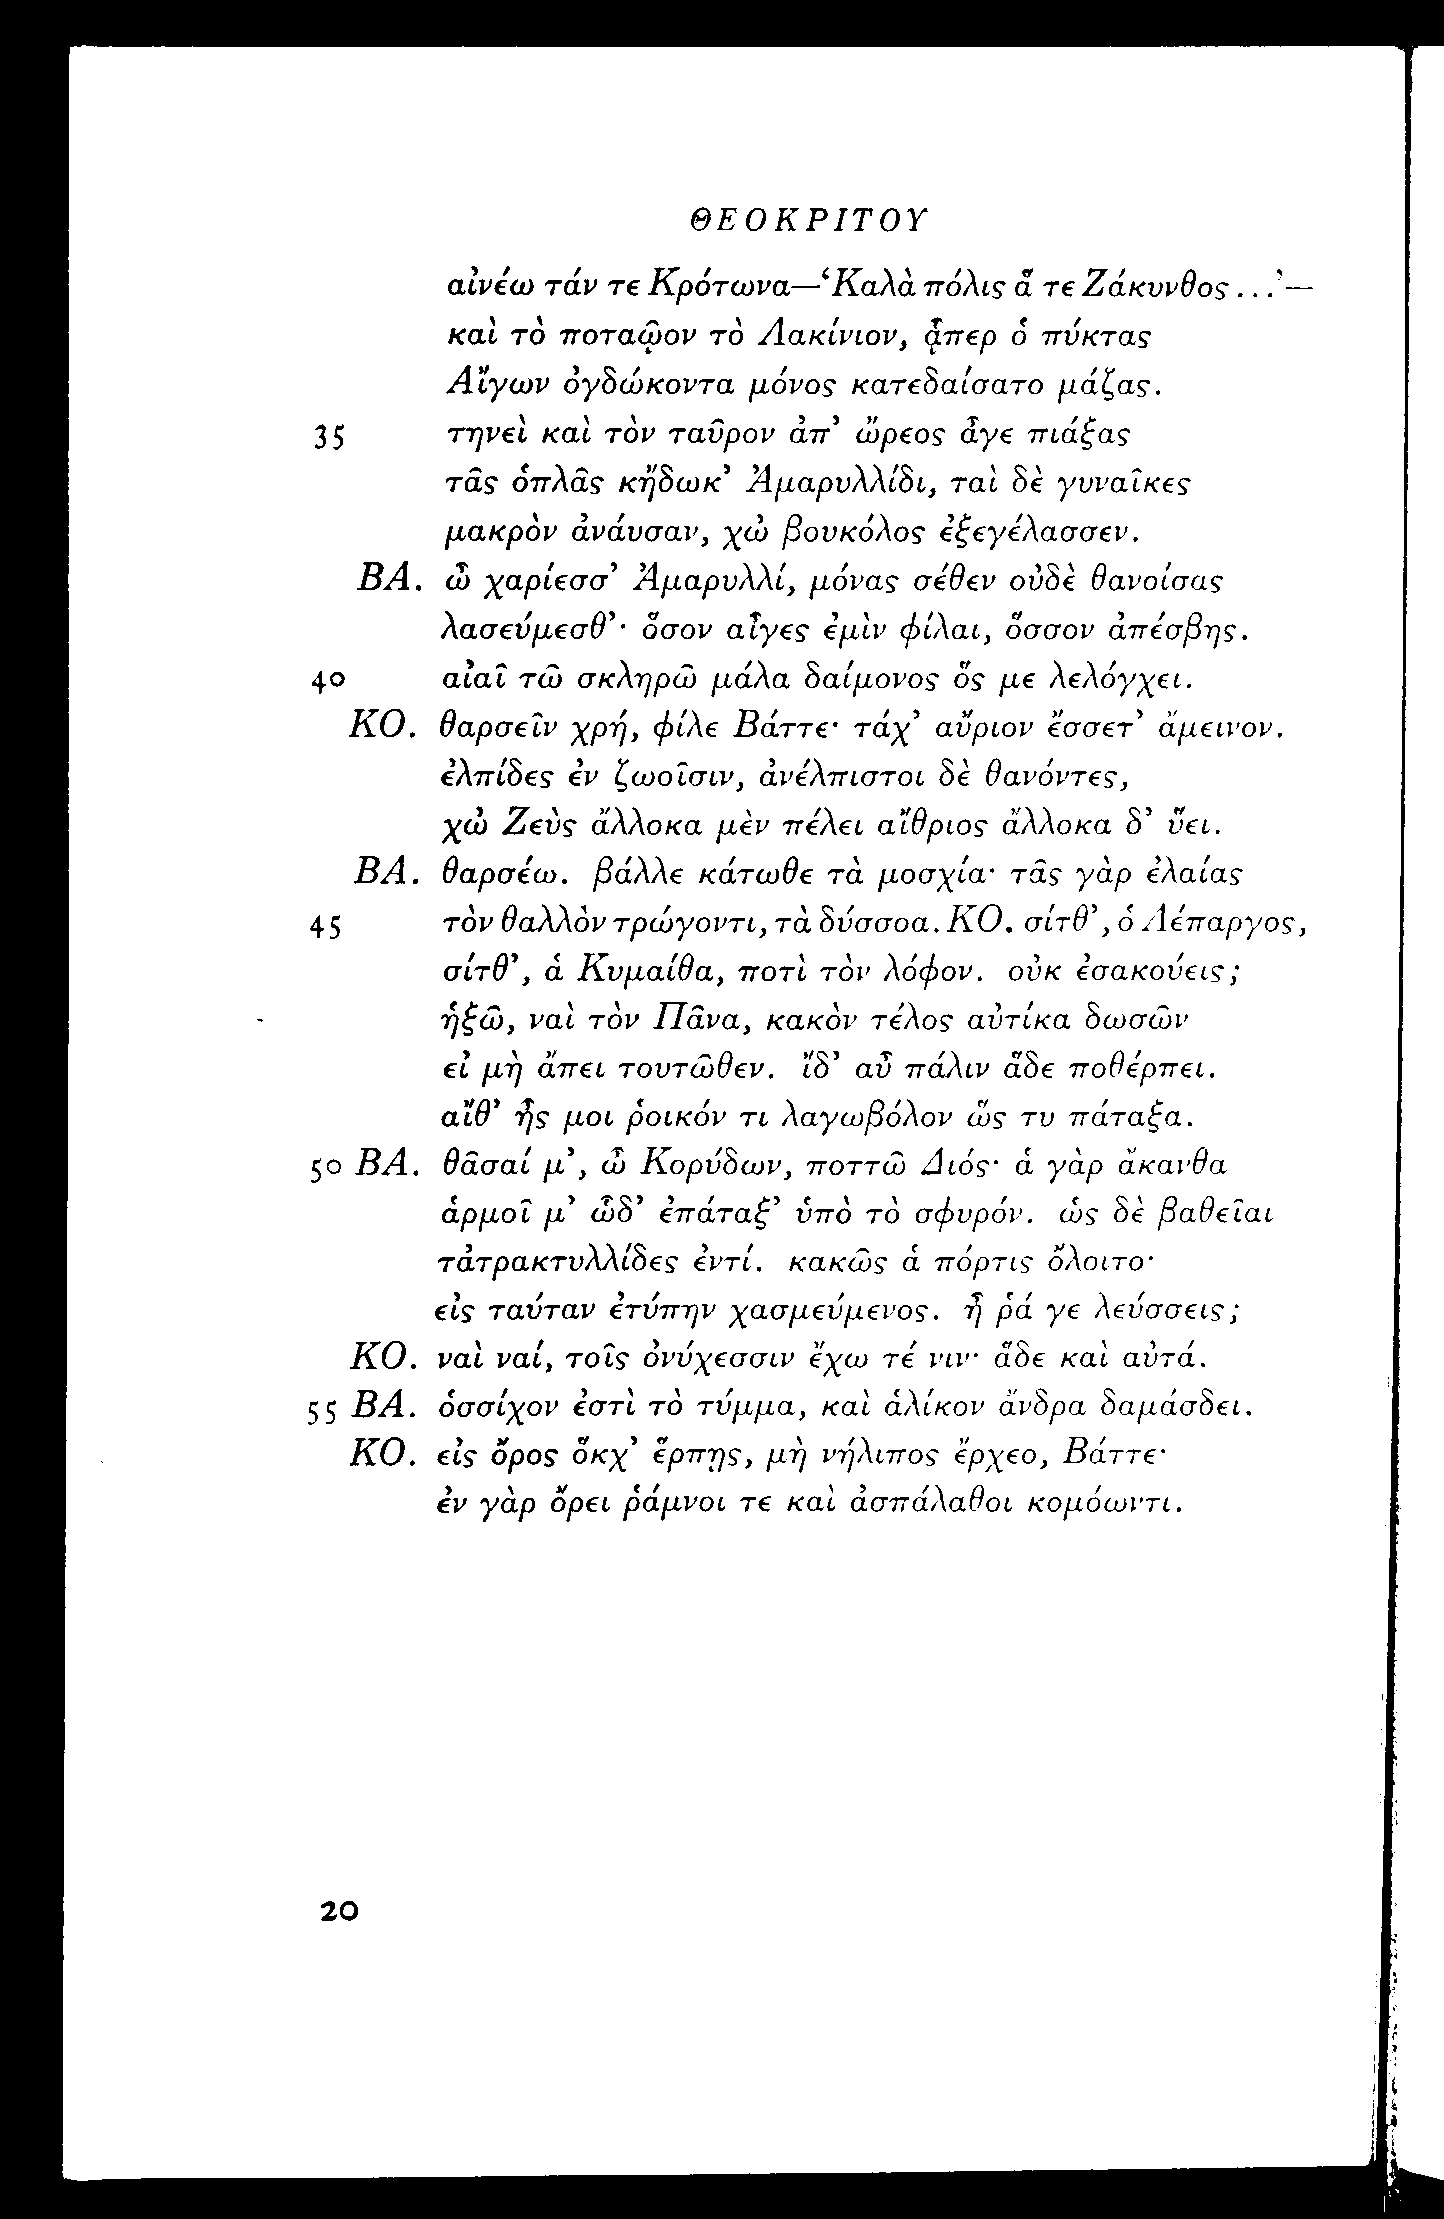 ΘΕΟΚΡΙΤΟΥ
αἰνέω τάν τε Κρότωνα—‘Καλὰ πόλις ἅ τε Ζάκυνθος . . .’—
καὶ τὸ ποταῷον τὸ Λακίνιον, ᾇπερ ὁ πύκτας
Αἴγων ὀγδώκοντα μόνος κατεδαίσατο μάζας.
35 τηνεὶ καὶ τὸν ταῦρον ἀπ’ ὤρεος ἆγε πιάξας
τᾶς ὁπλᾶς κἤδωκ’ Ἀμαρυλλίδι, ταὶ δὲ γυναῖκες
μακρὸν ἀνάυσαν, χὠ βουκόλος ἐξεγέλασσεν.
ΒΑ. ὦ χαρίεσσ’ Ἀμαρυλλί, μόνας σέθεν οὐδὲ θανοίσας
λασεύμεσθ’· ὅσον αἶγες ἐμὶν φίλαι, ὅσσον ἀπέσβης.
40 αἰαῖ τῶ σκληρῶ μάλα δαίμονος ὅς με λελόγχει.
ΚΟ. θαρσεῖν χρή, φίλε Βάττε· τάχ’ αὔριον ἔσσετ’ ἄμεινον.
ἐλπίδες ἐν ζωοῖσιν, ἀνέλπιστοι δὲ θανόντες,
χὠ Ζεὺς ἄλλοκα μὲν πέλει αἴθριος ἄλλοκα δ’ ὕει.
ΒΑ. θαρσέω. βάλλε κάτωθε τὰ μοσχία· τᾶς γὰρ ἐλαίας
45 τὸν θαλλὸν τρώγοντι, τὰ δύσσοα. ΚΟ. σίτθ’, ὁ Λέπαργος,
σίτθ’, ἁ Κυμαίθα, ποτὶ τὸν λόφον. οὐκ ἐσακούεις;
ἡξῶ, ναὶ τὸν Πᾶνα, κακὸν τέλος αὐτίκα δωσῶν
εἰ μὴ ἄπει τουτῶθεν. ἴδ’ αὖ πάλιν ἅδε ποθέρπει.
αἴθ’ ἦς μοι ῥοικόν τι λαγωβόλον ὥς τυ πάταξα.
50 ΒΑ. θᾶσαί μ’, ὦ Κορύδων, ποττῶ Διός· ἁ γὰρ ἄκανθα
ἁρμοῖ μ’ ὧδ’ ἐπάταξ’ ὑπὸ τὸ σφυρόν. ὡς δὲ βαθεῖαι
τἀτρακτυλλίδες ἐντί. κακῶς ἁ πόρτις ὄλοιτο·
εἰς ταύταν ἐτύπην χασμεύμενος. ἦ ῥά γε λεύσσεις;
ΚΟ. ναὶ ναί, τοῖς ὀνύχεσσιν ἔχω τέ νιν· ἅδε καὶ αὐτά.
55 ΒΑ. ὁσσίχον ἐστὶ τὸ τύμμα, καὶ ἁλίκον ἄνδρα δαμάσδει.
ΚΟ. εἰς ὄρος ὅκχ’ ἕρπῃς, μὴ νήλιπος ἔρχεο, Βάττε·
ἐν γὰρ ὄρει ῥάμνοι τε καὶ ἀσπάλαθοι κομόωντι.
20